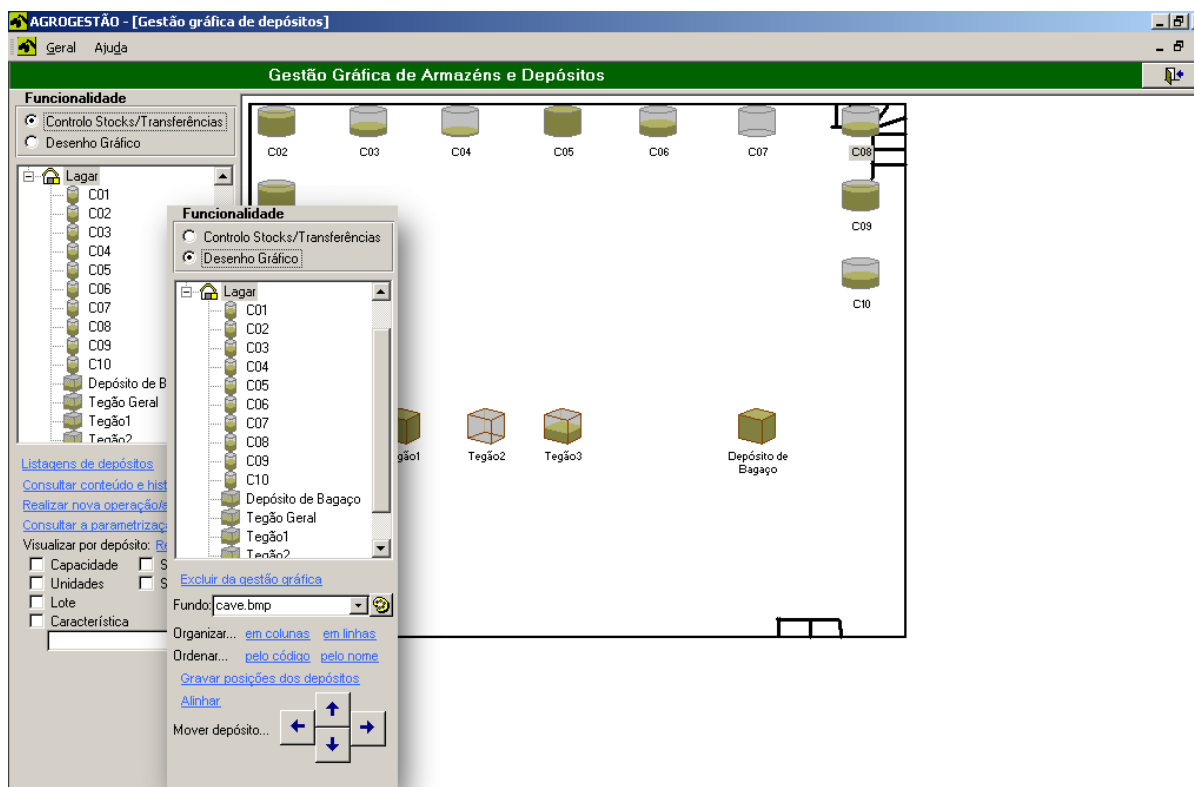 AGROGESTÃO - [Gestão gráfica de depósitos]
Geral Ajuda
Gestão Gráfica de Armazéns e Depósitos
Funcionalidade
Controlo Stocks/Transferências
Desenho Gráfico
Lagar
C01
C02
C03
C04
C05
C06
C07
C08
C09
C10
Depósito de B
Tegão Geral
Tegão1
Tegão2
Listagens de depósitos
Consultar conteúdo e hist
Realizar nova operação/a
Consultar a parametrizaç
Visualizar por depósito: Re
Capacidade S
Unidades S
Lote
Característica
Funcionalidade
Controlo Stocks/Transferências
Desenho Gráfico
Lagar
C01
C02
C03
C04
C05
C06
C07
C08
C09
C10
Depósito de Bagaço
Tegão Geral
Tegão1
Tegão2
Excluir da gestão gráfica
Fundo: cave.bmp
Organizar... em colunas em linhas
Ordenar... pelo código pelo nome
Gravar posições dos depósitos
Alinhar
Mover depósito...
C02 C03 C04 C05 C06 C07 C08
C09
C10
gão1 Tegão2 Tegão3 Depósito de
Bagaço